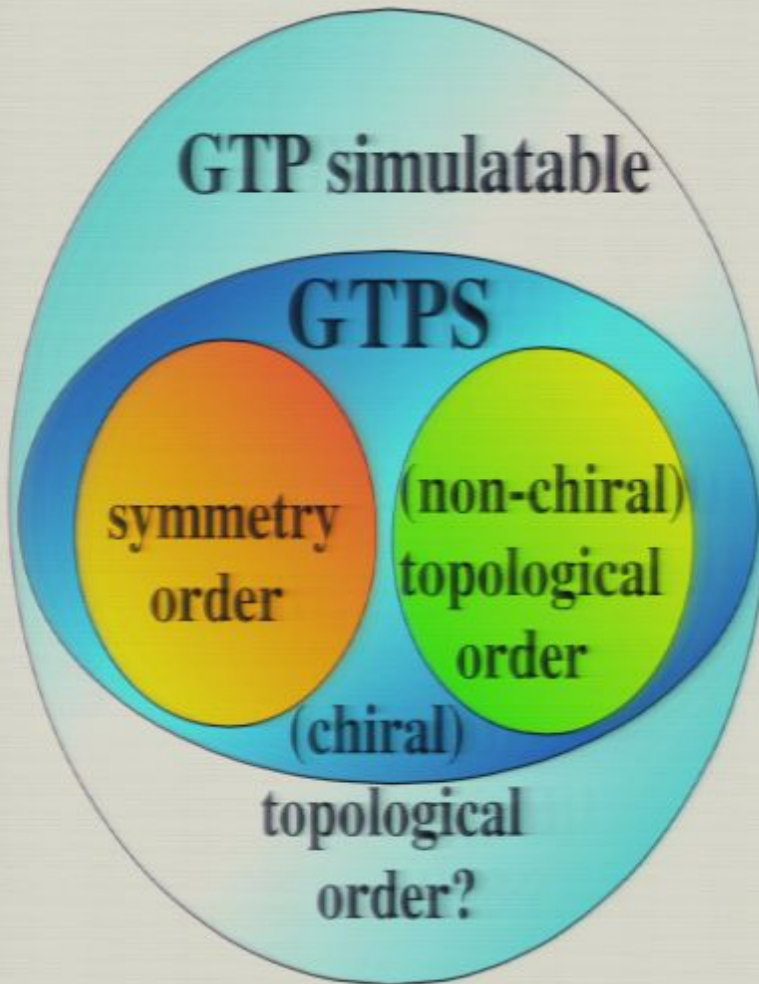 GTP simulatable
GTPS
symmetry
order
(non-chiral)
topological
order
(chiral)
topological
order?